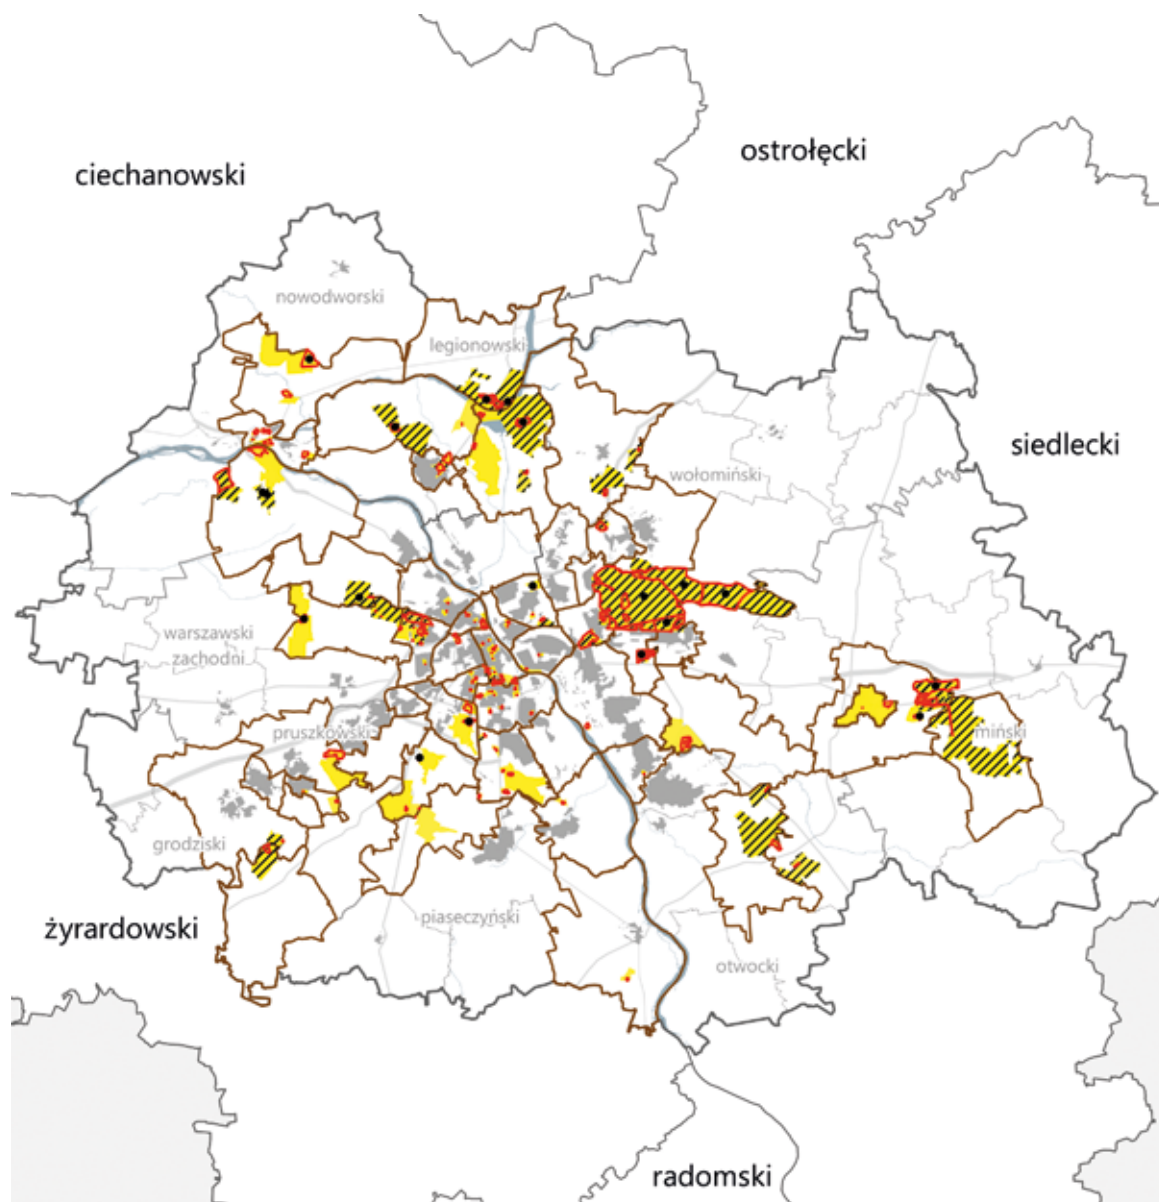 ostrołęcki
ciechanowski
nowodworski
legionowski
siedlecki
wołomiński
warszawski
zachodni
pruszkowski
miński
grodziski
żyrardowski
piaseczyński
otwocki
radomski